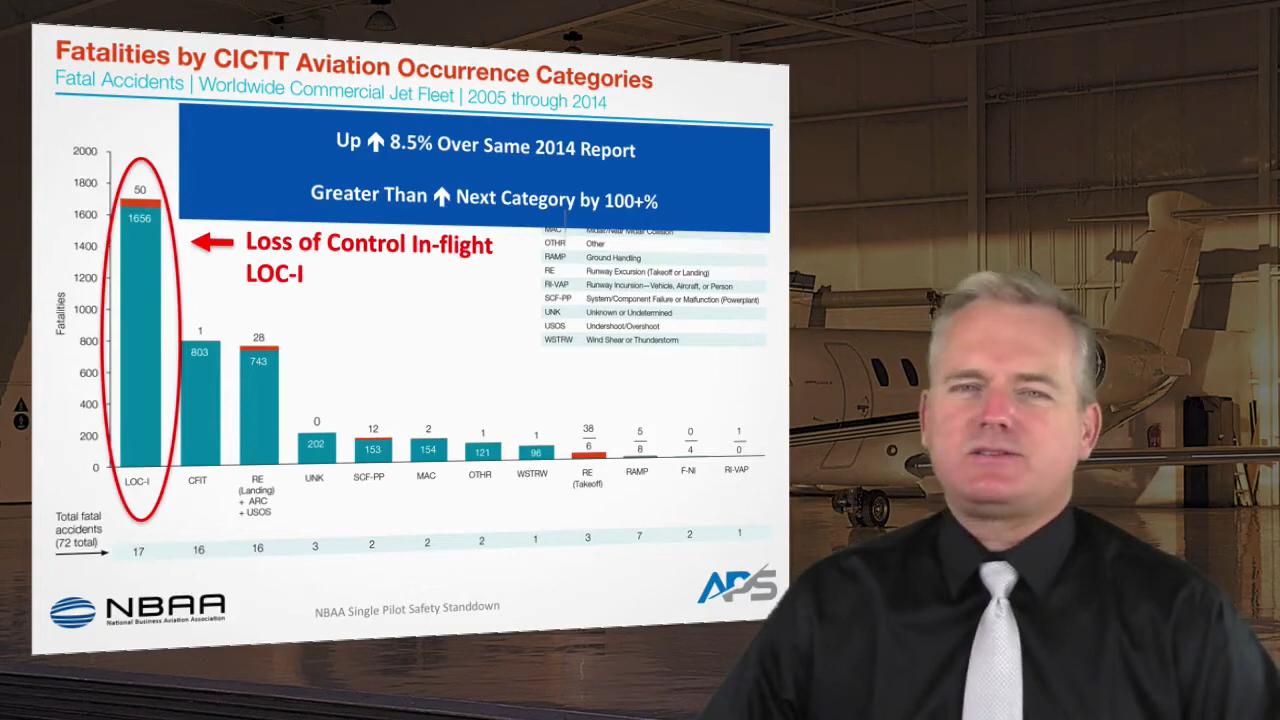 Fatalities by CICTT Aviation Occurrence Categories
Fatal Accidents | Worldwide Commercial Jet Fleet | 2005 through 2014
Up 8.5% Over Same 2014 Report
Greater Than Next Category by 100+%
MAC Midair/Near Midair Collision
OTHR Other
RAMP Ground Handling
RE Runway Excursion (Takeoff or Landing)
RI-VAP Runway Incursion—Vehicle, Aircraft, or Person
SCF-PP System/Component Failure or Malfunction (Powerplant)
UNK Unknown or Undetermined
USOS Undershoot/Overshoot
WSTRW Wind Shear or Thunderstorm
Loss of Control In-flight
LOC-I
Fatalities
2000
1800
1600
1400
1200
1000
800
600
400
200
0
50
1656
1
803
28
743
0
202
12
153
2
154
1
121
1
96
38
6
5
8
0
4
1
0
LOC-I CFIT RE (Landing) + ARC + USOS UNK SCF-PP MAC OTHR WSTRW RE (Takeoff) RAMP F-NI RI-VAP
Total fatal
accidents
(72 total)
17 16 16 3 2 2 2 1 3 7 2 1
NBAA
National Business Aviation Association
NBAA Single Pilot Safety Standdown
APS